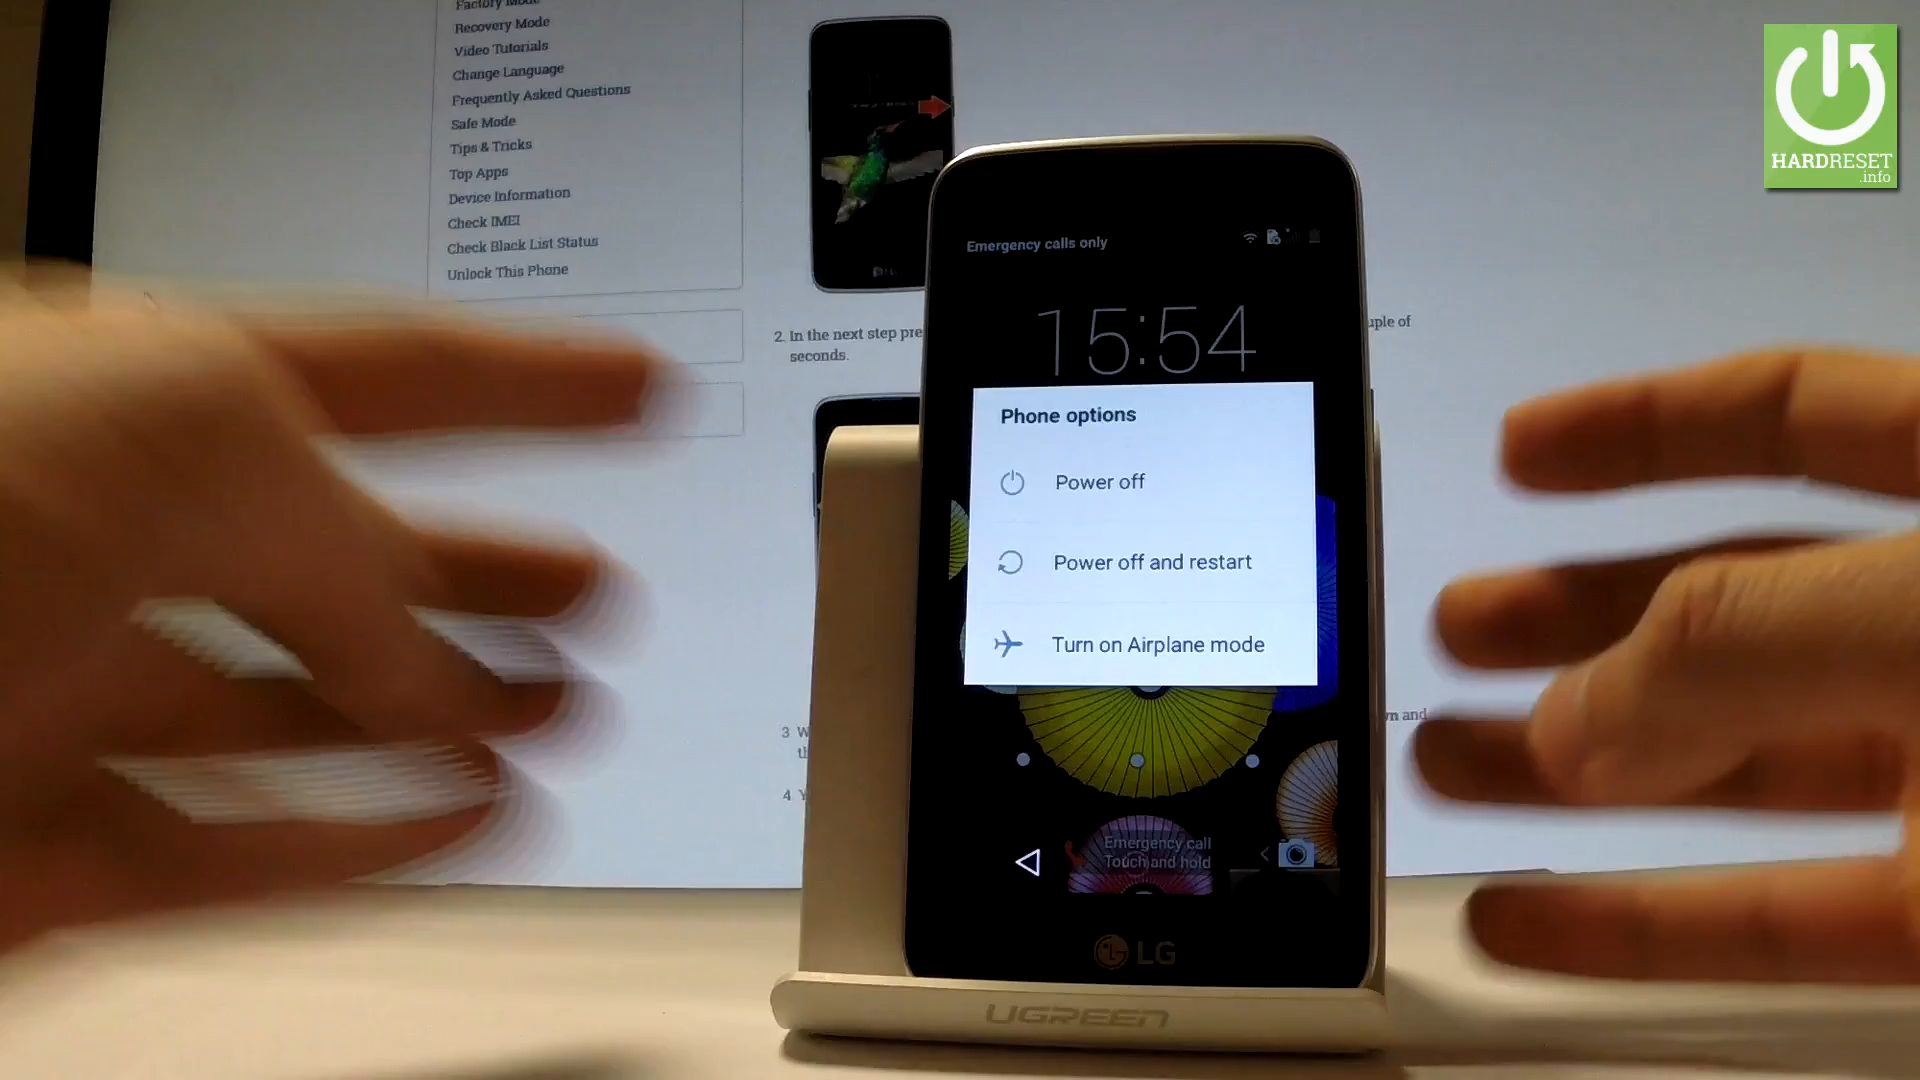 Recovery Mode
Video Tutorials
Change Language
Frequently Asked Questions
Safe Mode
Tips & Tricks
Top Apps
Device Information
Check IMEI
Check Black List Status
Unlock This Phone
2. In the next step
seconds.
of
3
4
and
HARDRESET
.info
Emergency calls only
15:54
Phone options
Power off
Power off and restart
Turn on Airplane mode
Emergency call
Touch and hold
LG
UGREEN